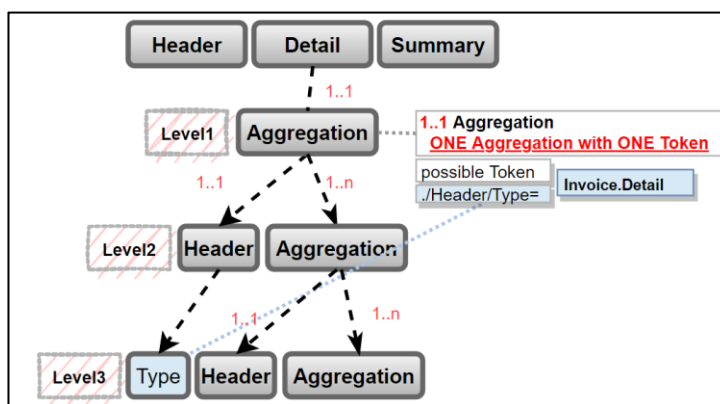 Header Detail Summary
1..1
Level1 Aggregation
1..1 Aggregation
ONE Aggregation with ONE Token
possible Token
./Header/Type= Invoice.Detail
1..1 1..n
Level2 Header Aggregation
1..1 1..n
Level3 Type Header Aggregation